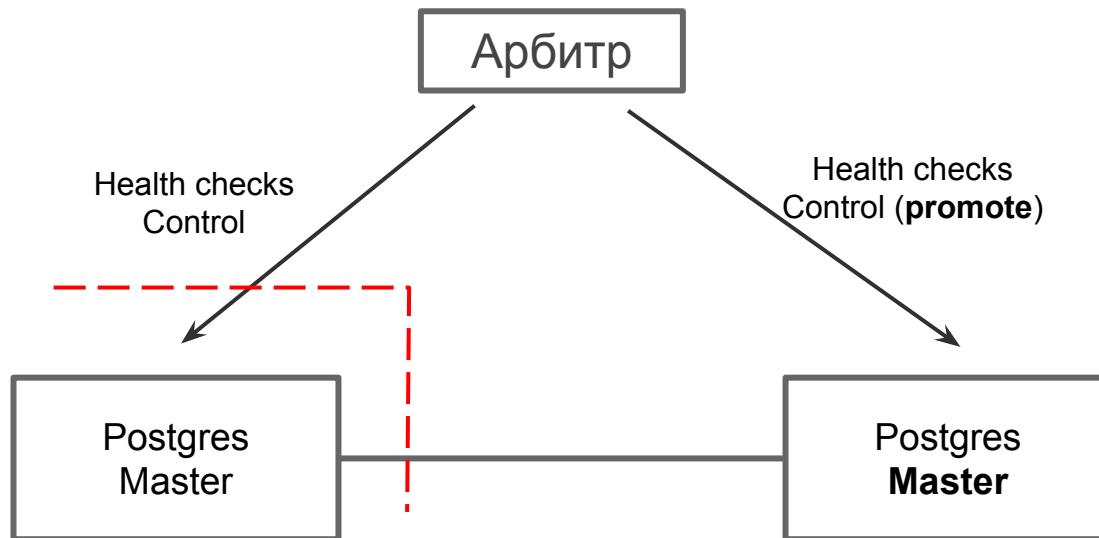 Арбитр
Health checks
Control
Health checks
Control (promote)
Postgres
Master
Postgres
Master